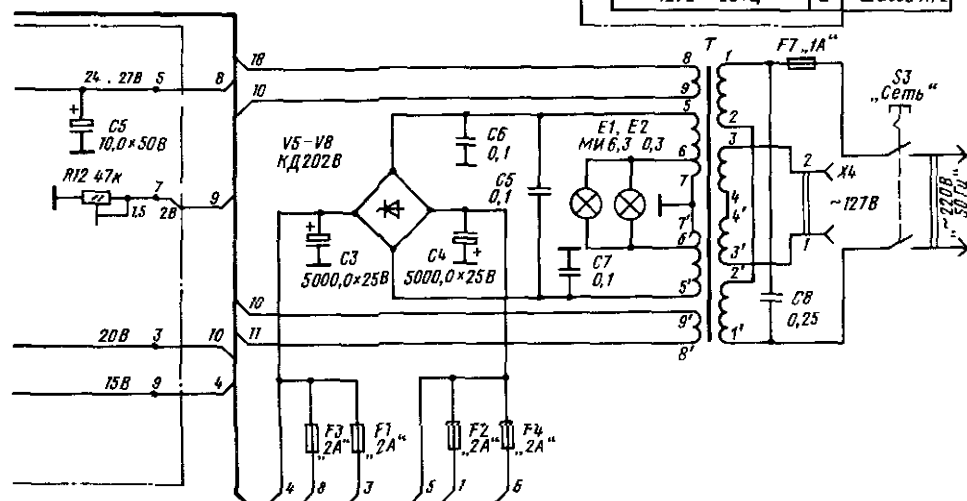 18
8
T
1
F7 „1А“
24 . 27В 5
8
10
9
5
2
S3
„Сеть“
+
С5
10,0×50В
V5-V8
КД202В
С6
0,1
Е1, Е2
МИ 6,3 0,3
6
3
2
Х4
R12 47к
7
1,5
2В
9
С5
0,1
7
4
~127В
~220В
50Гц“
7'
4'
+
С3
5000,0×25В
С4
+
5000,0×25В
6'
3'
1
С7
0,1
2'
5'
10
С8
0,25
11
9'
1'
8'
20В 3
10
15В 9
4
F3
„2А“
F1
„2А“
F2
„2А“
F4
„2А“
4
8
3
5
1
6